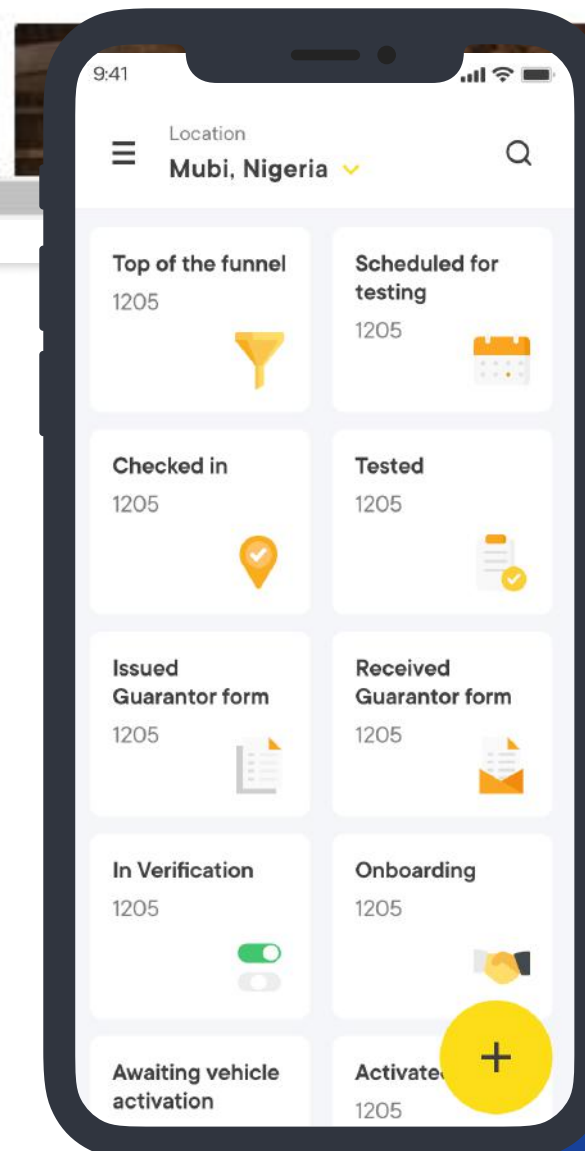 9:41
Location
Mubi, Nigeria
Top of the funnel
1205
Scheduled for
testing
1205
Checked in
1205
Tested
1205
Issued
Guarantor form
1205
Received
Guarantor form
1205
In Verification
1205
Onboarding
1205
Awaiting vehicle
activation
1205